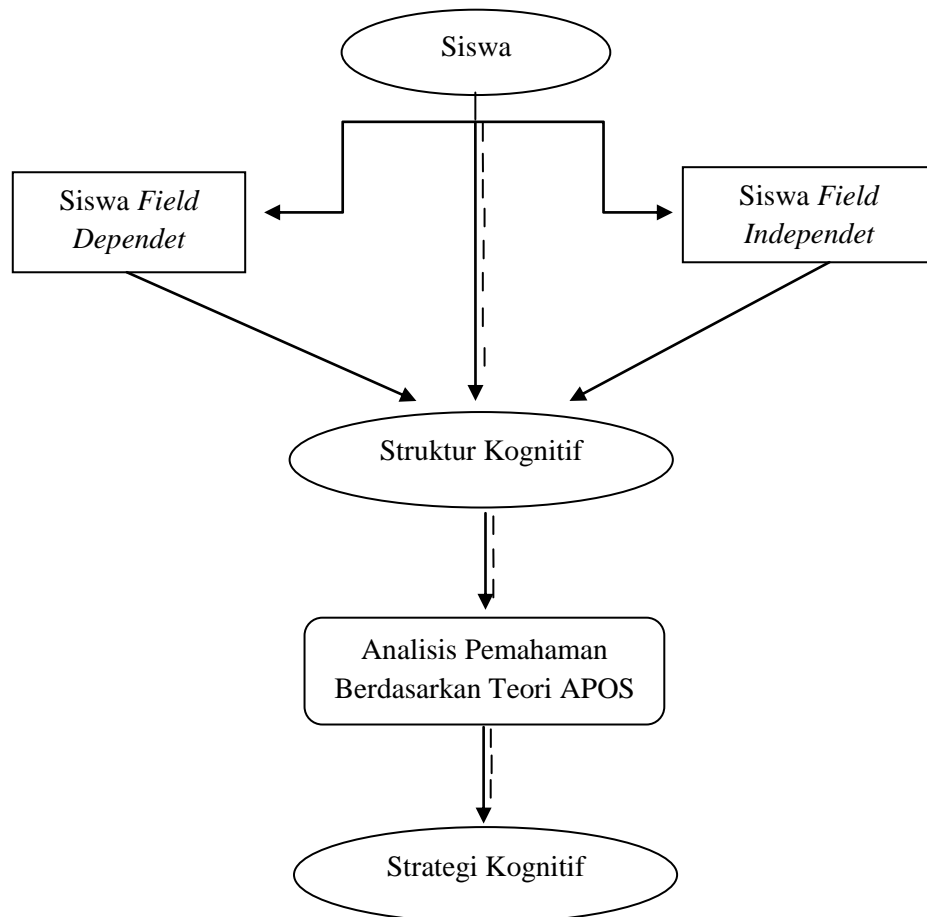 Siswa
Siswa Field
Dependet
Siswa Field
Independet
Struktur Kognitif
Analisis Pemahaman
Berdasarkan Teori APOS
Strategi Kognitif